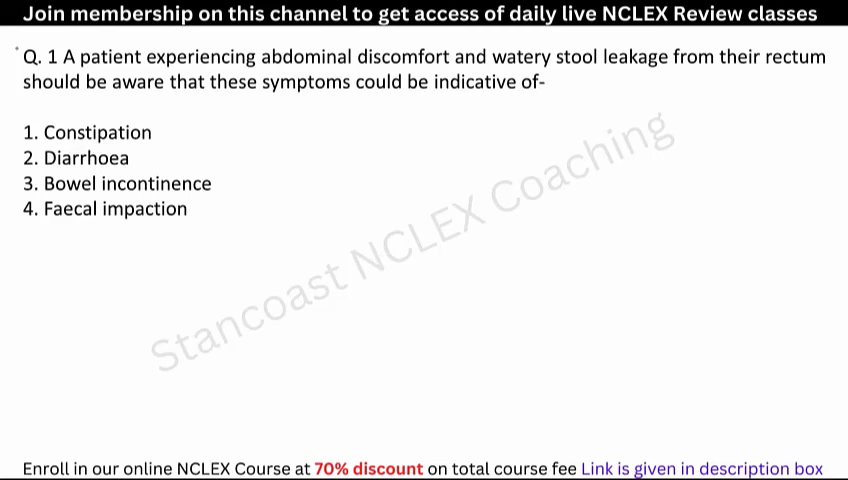 Join membership on this channel to get access of daily live NCLEX Review classes
Q. 1 A patient experiencing abdominal discomfort and watery stool leakage from their rectum
should be aware that these symptoms could be indicative of-
1. Constipation
2. Diarrhoea
3. Bowel incontinence
4. Faecal impaction
Stancoast NCLEX Coaching
Enroll in our online NCLEX Course at 70% discount on total course fee Link is given in description box